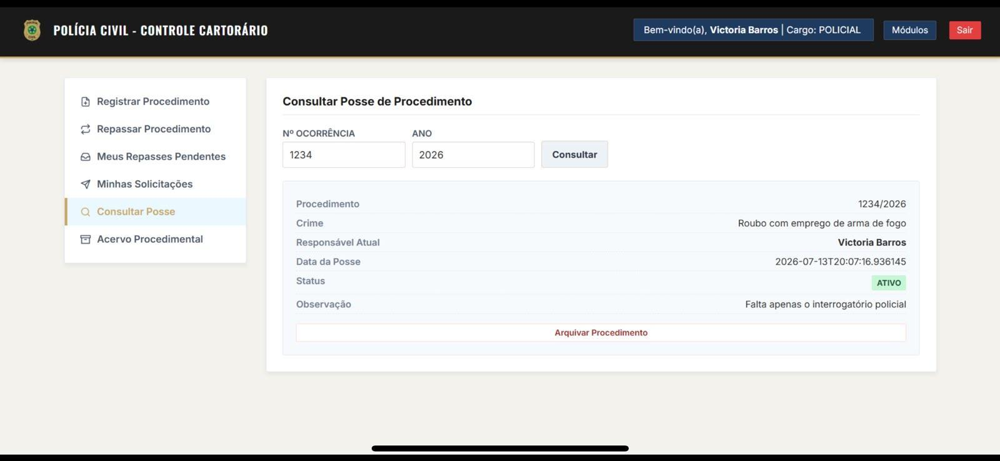 POLÍCIA CIVIL - CONTROLE CARTORÁRIO
Bem-vindo(a), Victoria Barros | Cargo: POLICIAL
Módulos
Sair
Registrar Procedimento
Repassar Procedimento
Meus Repasses Pendentes
Minhas Solicitações
Consultar Posse
Acervo Procedimental
Consultar Posse de Procedimento
Nº OCORRÊNCIA
ANO
1234
2026
Consultar
Procedimento
1234/2026
Crime
Roubo com emprego de arma de fogo
Responsável Atual
Victoria Barros
Data da Posse
2026-07-13T20:07:16.936145
Status
ATIVO
Observação
Falta apenas o interrogatório policial
Arquivar Procedimento